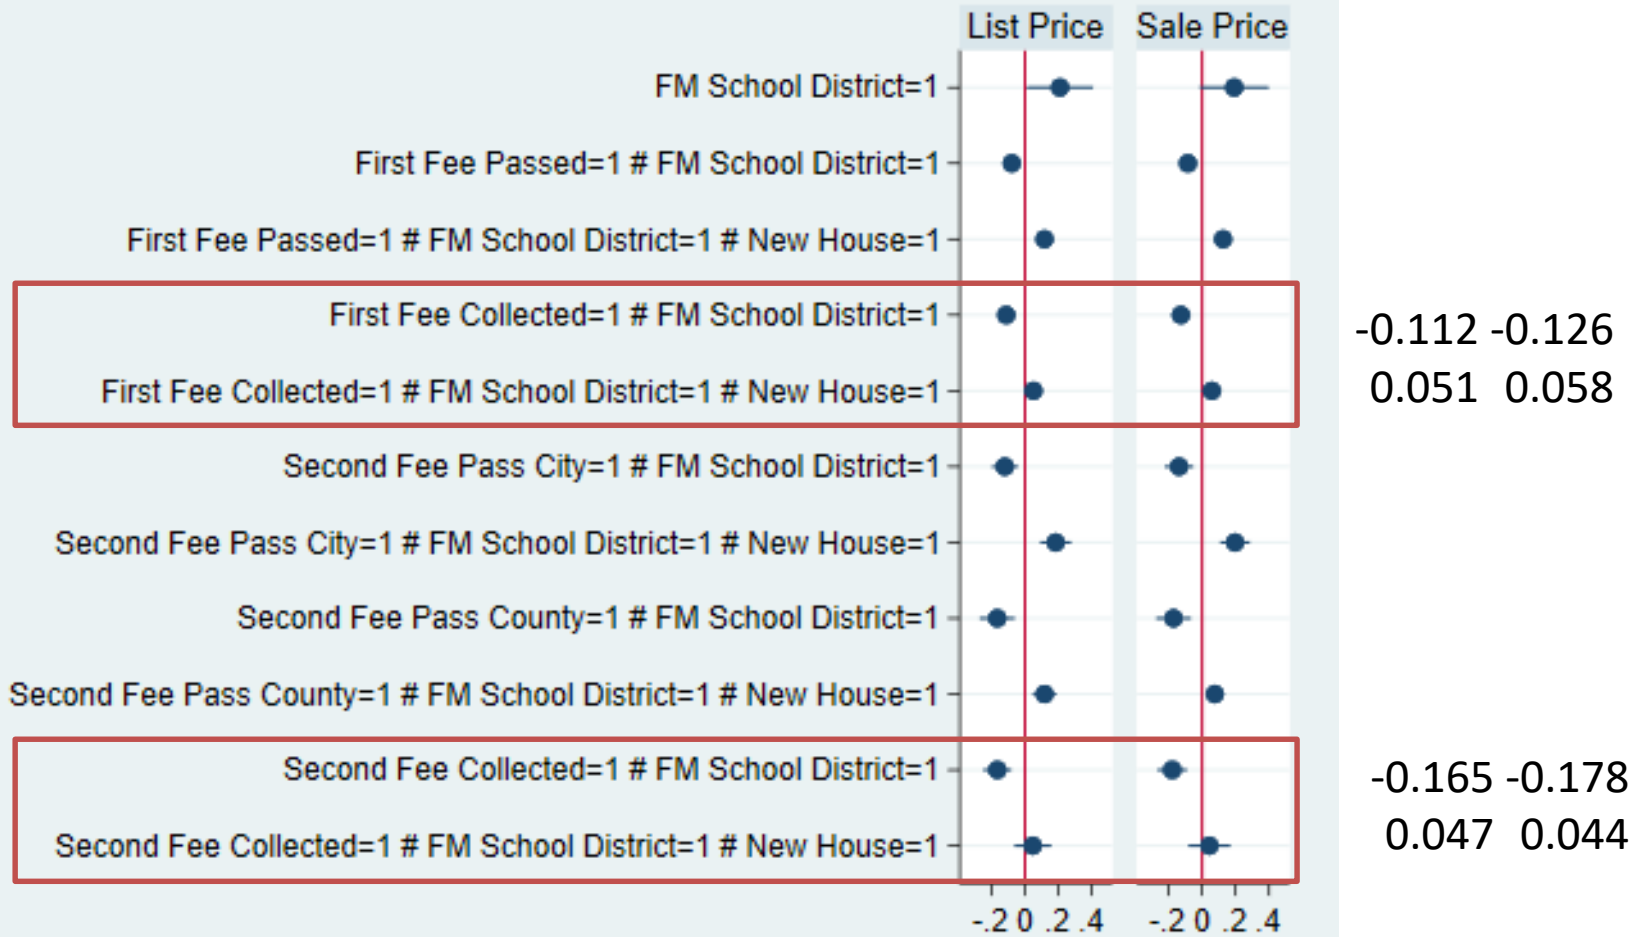 List Price Sale Price
FM School District=1
First Fee Passed=1 # FM School District=1
First Fee Passed=1 # FM School District=1 # New House=1
First Fee Collected=1 # FM School District=1
-0.112 -0.126
First Fee Collected=1 # FM School District=1 # New House=1
0.051 0.058
Second Fee Pass City=1 # FM School District=1
Second Fee Pass City=1 # FM School District=1 # New House=1
Second Fee Pass County=1 # FM School District=1
Second Fee Pass County=1 # FM School District=1 # New House=1
Second Fee Collected=1 # FM School District=1
-0.165 -0.178
Second Fee Collected=1 # FM School District=1 # New House=1
0.047 0.044
-.2 0 .2 .4 -.2 0 .2 .4